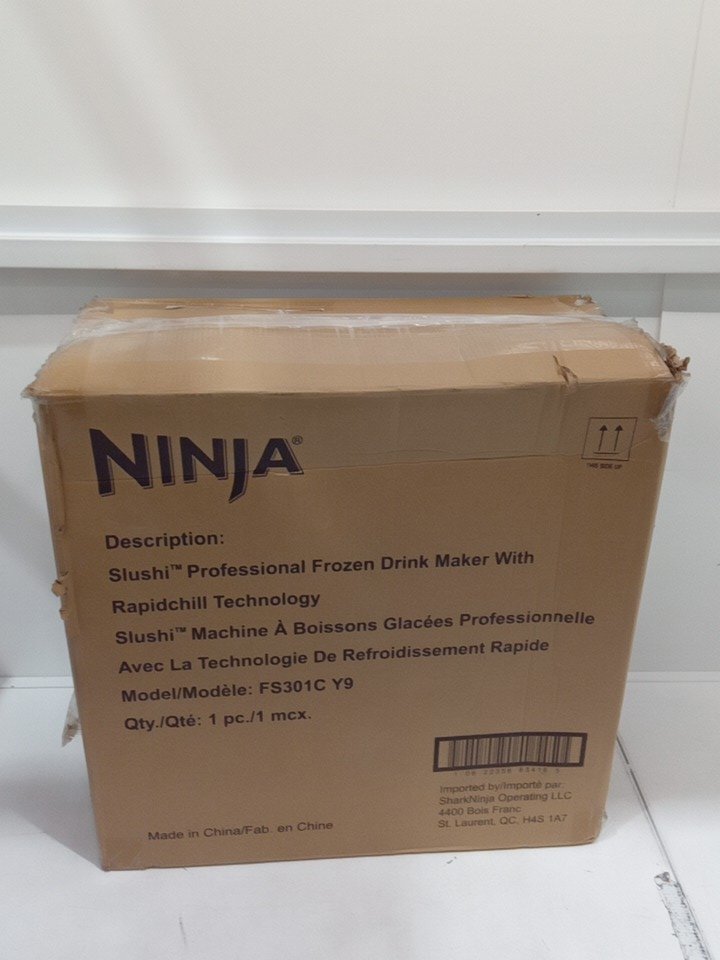 NINJA®
THIS SIDE UP
Description:
Slushi™ Professional Frozen Drink Maker With
Rapidchill Technology
Slushi™ Machine À Boissons Glacées Professionnelle
Avec La Technologie De Refroidissement Rapide
Model/Modèle: FS301C Y9
Qty./Qté: 1 pc./1 mcx.
Imported by/Importé par:
SharkNinja Operating LLC
4400 Bois Franc
St. Laurent, QC, H4S 1A7
Made in China/Fab. en Chine